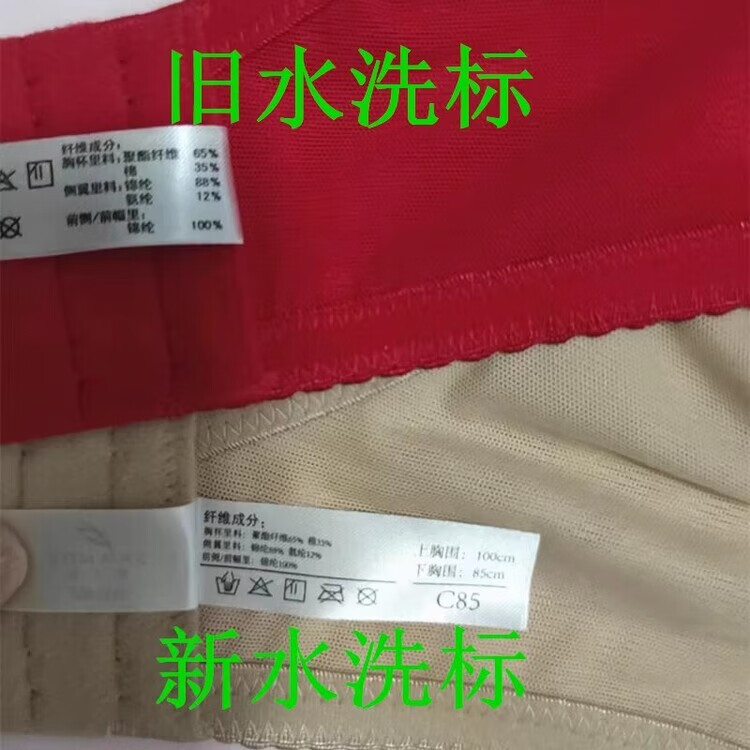 旧水洗标
纤维成分:
胸杯里料:聚酯纤维 65%
棉 35%
侧翼里料:锦纶 88%
氨纶 12%
前侧/前幅里:
锦纶 100%
纤维成分:
胸杯里料: 聚酯纤维65% 棉35%
侧翼里料: 锦纶88% 氨纶12%
前侧/前幅里: 锦纶100%
上胸围: 100cm
下胸围: 85cm
C85
新水洗标